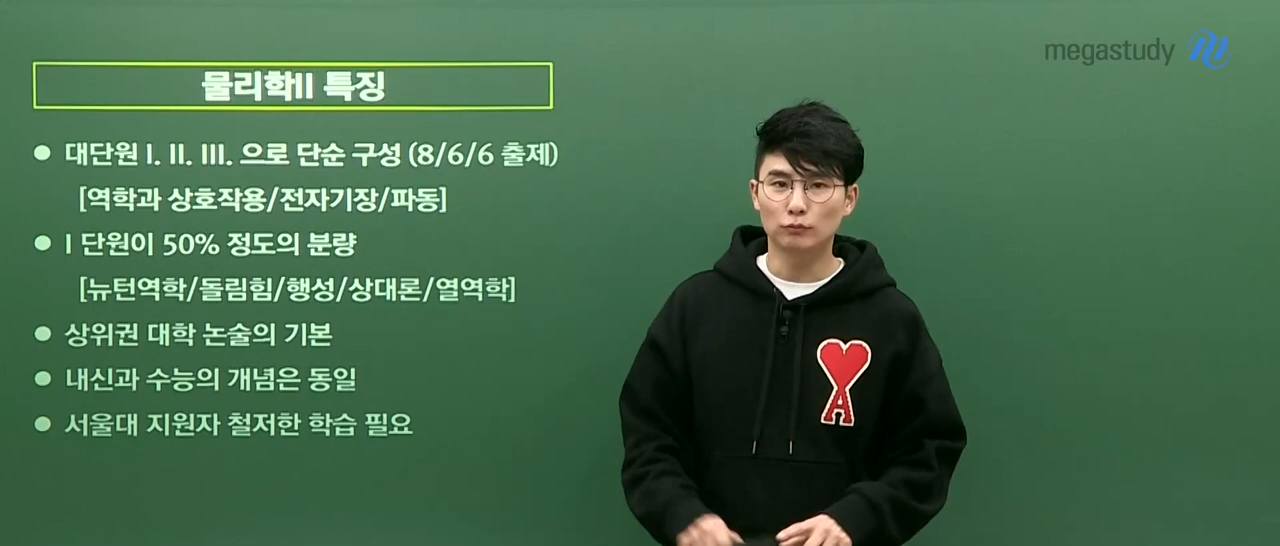 megastudy
물리학II 특징
● 대단원 I. II. III. 으로 단순 구성 (8/6/6 출제)
[역학과 상호작용/전자기장/파동]
● I 단원이 50% 정도의 분량
[뉴턴역학/돌림힘/행성/상대론/열역학]
● 상위권 대학 논술의 기본
● 내신과 수능의 개념은 동일
● 서울대 지원자 철저한 학습 필요
A